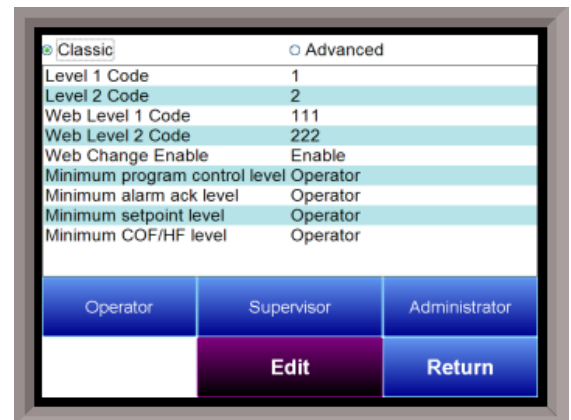 Classic Advanced
Level 1 Code 1
Level 2 Code 2
Web Level 1 Code 111
Web Level 2 Code 222
Web Change Enable Enable
Minimum program control level Operator
Minimum alarm ack level Operator
Minimum setpoint level Operator
Minimum COF/HF level Operator
Operator Supervisor Administrator
Edit Return